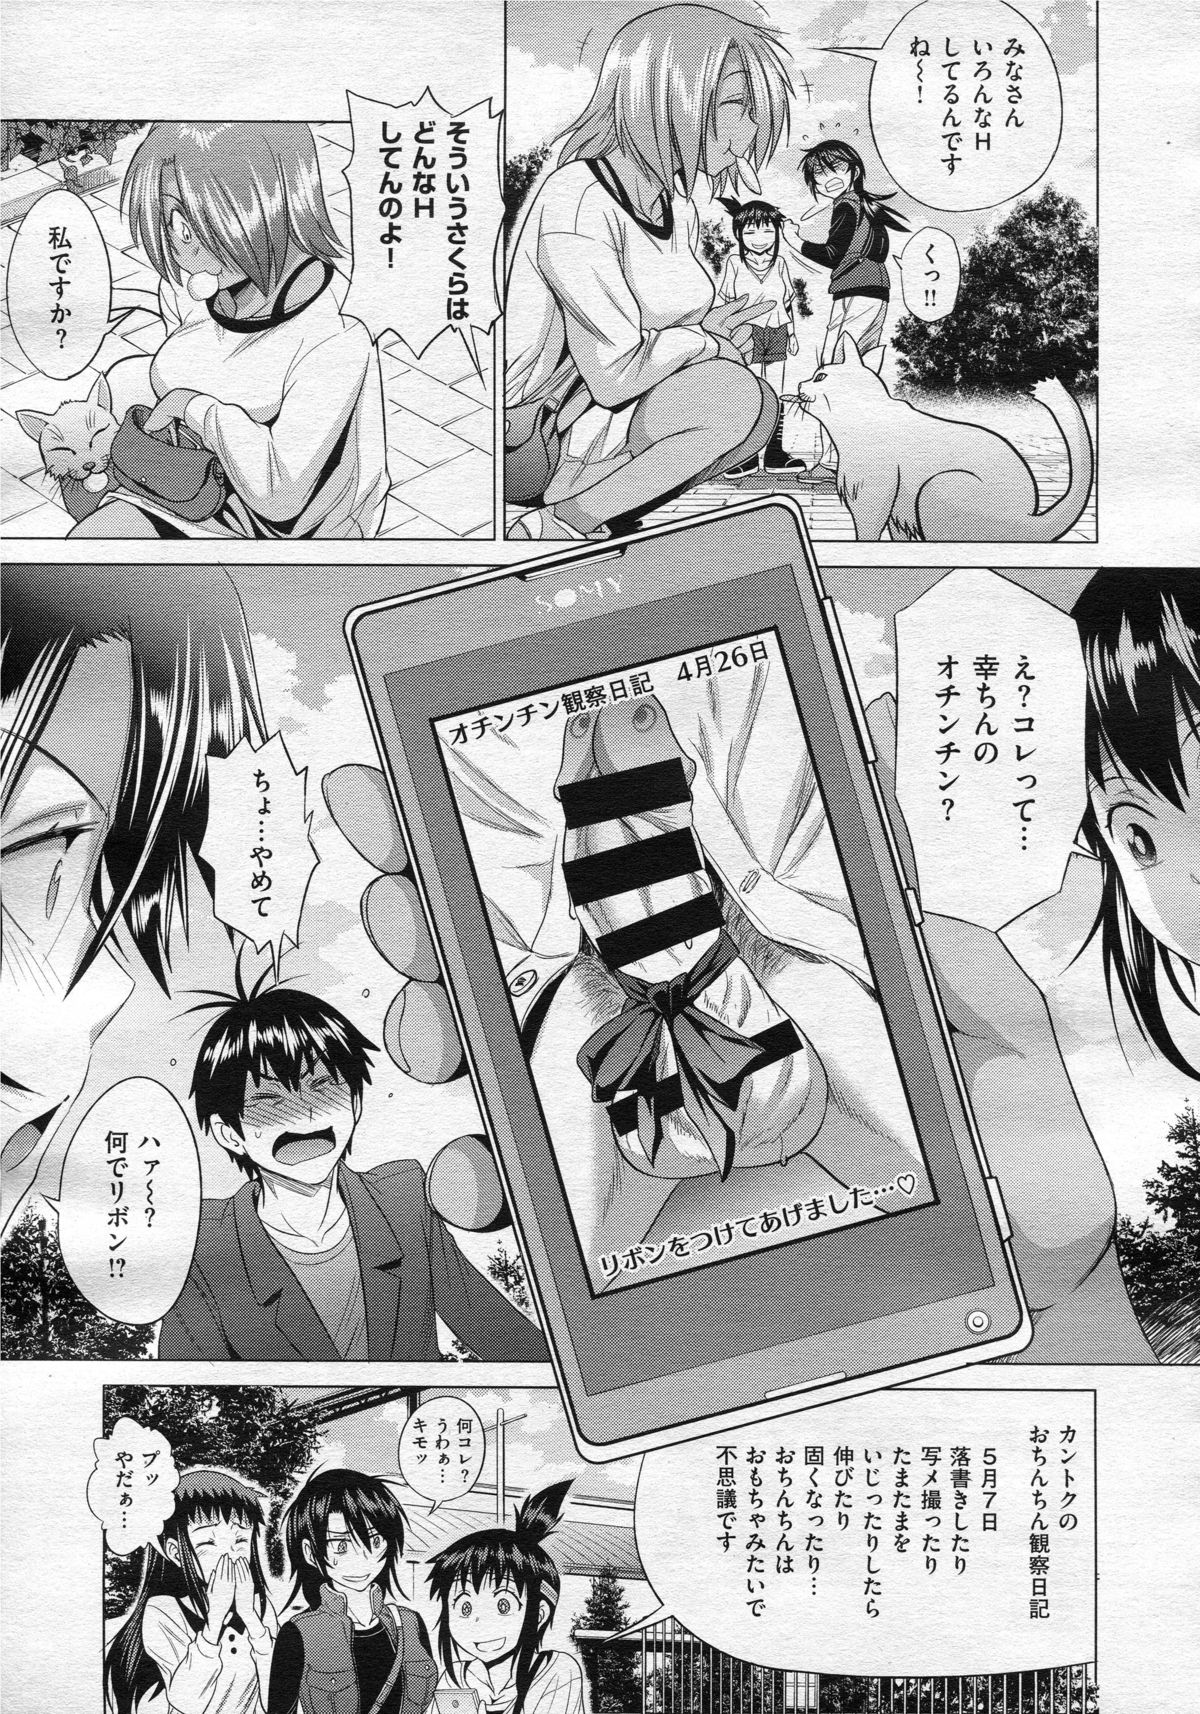 みなさん
いろんなH
してるんです
ね～!
くっ!!
そういうさくらは
どんなH
してんのよ!
私ですか?
え?コレって…
幸ちんの
オチンチン?
SOMY
オチンチン観察日記 4月26日
リボンをつけてあげました…♡
ちょ…やめて
ハァ～?
何でリボン!?
カントクの
おちんちん観察日記
5月7日
落書きしたり
写メ撮ったり
たまたまを
いじったりしたら
伸びたり
固くなったり…
おちんちんは
おもちゃみたいで
不思議です
何コレ?
うわぁ…
キモッ
プッ
やだぁ…